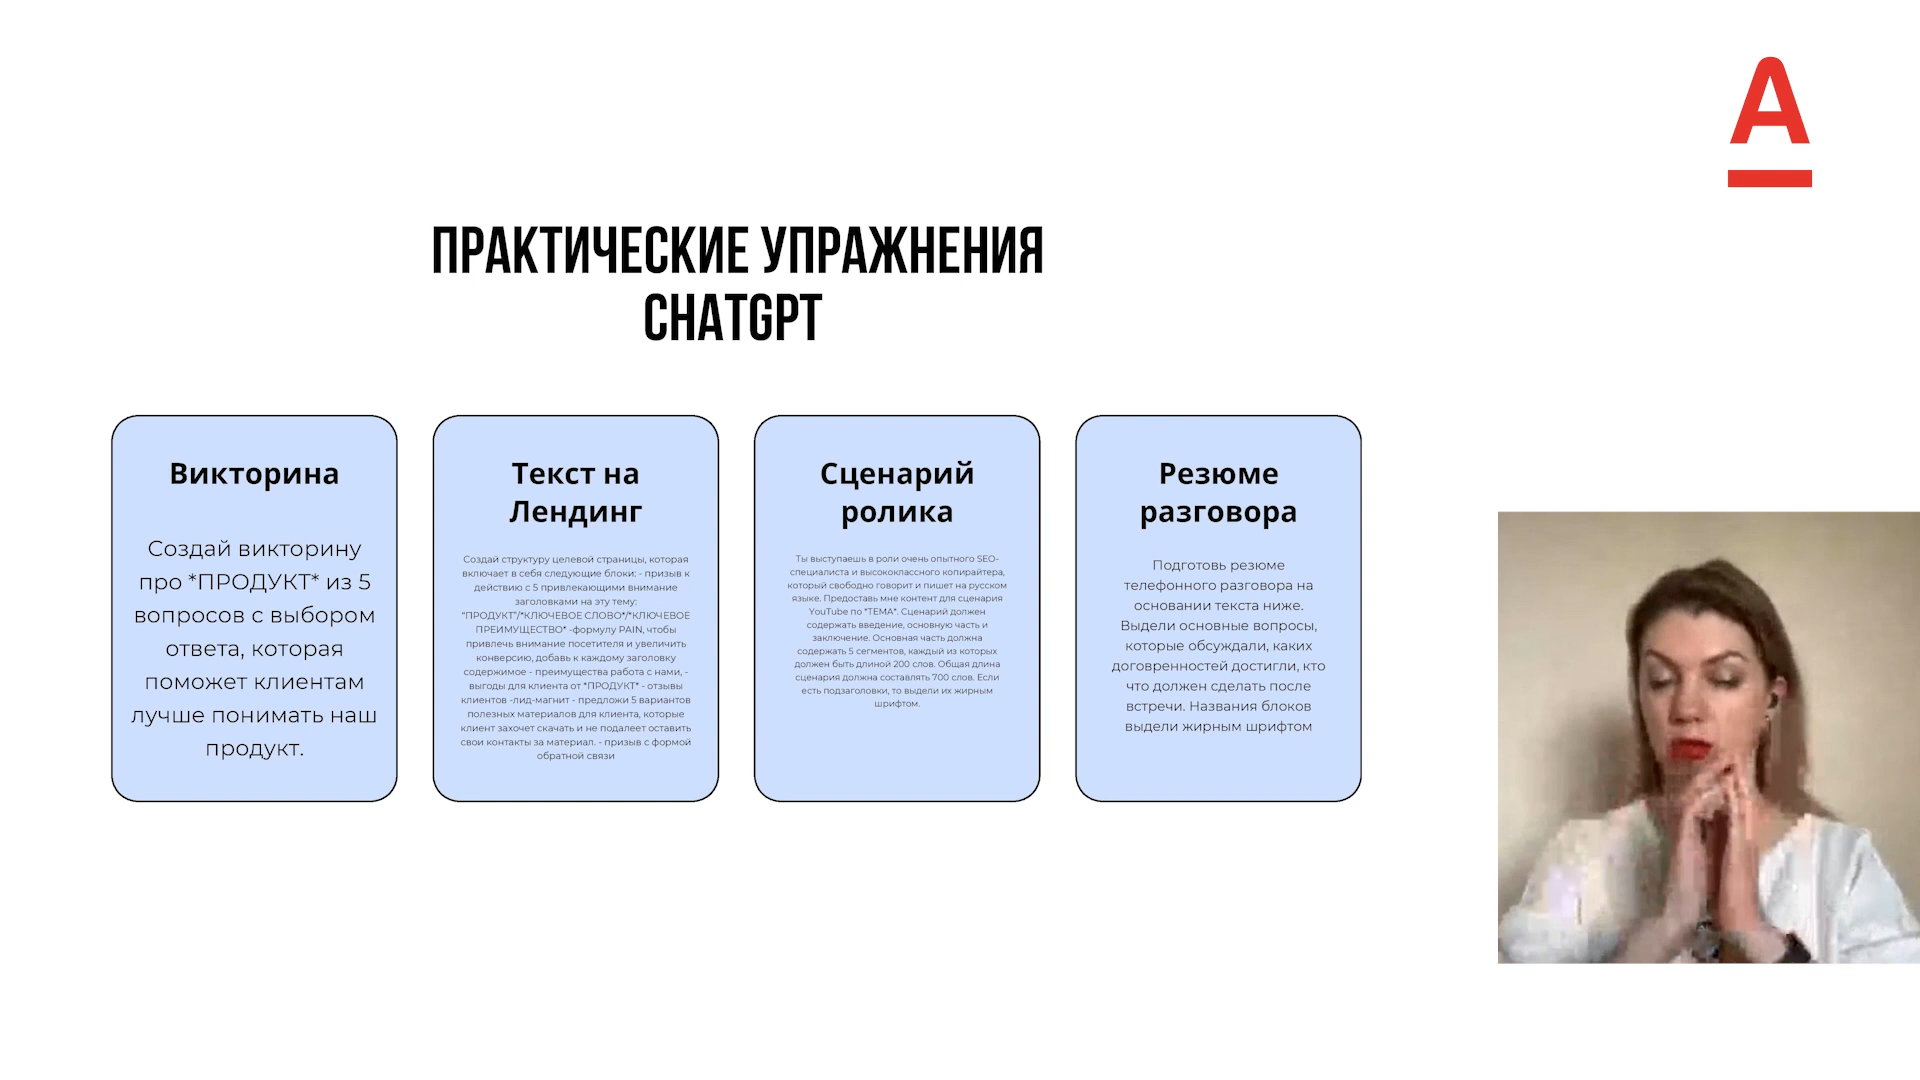 А
ПРАКТИЧЕСКИЕ УПРАЖНЕНИЯ
CHATGPT
Викторина
Создай викторину
про *ПРОДУКТ* из 5
вопросов с выбором
ответа, которая
поможет клиентам
лучше понимать наш
продукт.
Текст на
Лендинг
Создай структуру целевой страницы, которая
включает в себя следующие блоки: - призыв к
действию с 5 привлекающими внимание
заголовками на эту тему:
"ПРОДУКТ"/*КЛЮЧЕВОЕ СЛОВО*/*КЛЮЧЕВОЕ
ПРЕИМУЩЕСТВО* -формулу PAIN, чтобы
привлечь внимание посетителя и увеличить
конверсию, добавь к каждому заголовку
содержимое - преимущества работа с нами, -
выгоды для клиента от *ПРОДУКТ* - отзывы
клиентов -лид-магнит - предложи 5 вариантов
полезных материалов для клиента, которые
клиент захочет скачать и не подалеет оставить
свои контакты за материал. - призыв с формой
обратной связи
Сценарий
ролика
Ты выступаешь в роли очень опытного SEO-
специалиста и высококлассного копирайтера,
который свободно говорит и пишет на русском
языке. Предоставь мне контент для сценария
YouTube по *ТЕМА*. Сценарий должен
содержать введение, основную часть и
заключение. Основная часть должна
содержать 5 сегментов, каждый из которых
должен быть длиной 200 слов. Общая длина
сценария должна составлять 700 слов. Если
есть подзаголовки, то выдели их жирным
шрифтом.
Резюме
разговора
Подготовь резюме
телефонного разговора на
основании текста ниже.
Выдели основные вопросы,
которые обсуждали, каких
договренностей достигли, кто
что должен сделать после
встречи. Названия блоков
выдели жирным шрифтом